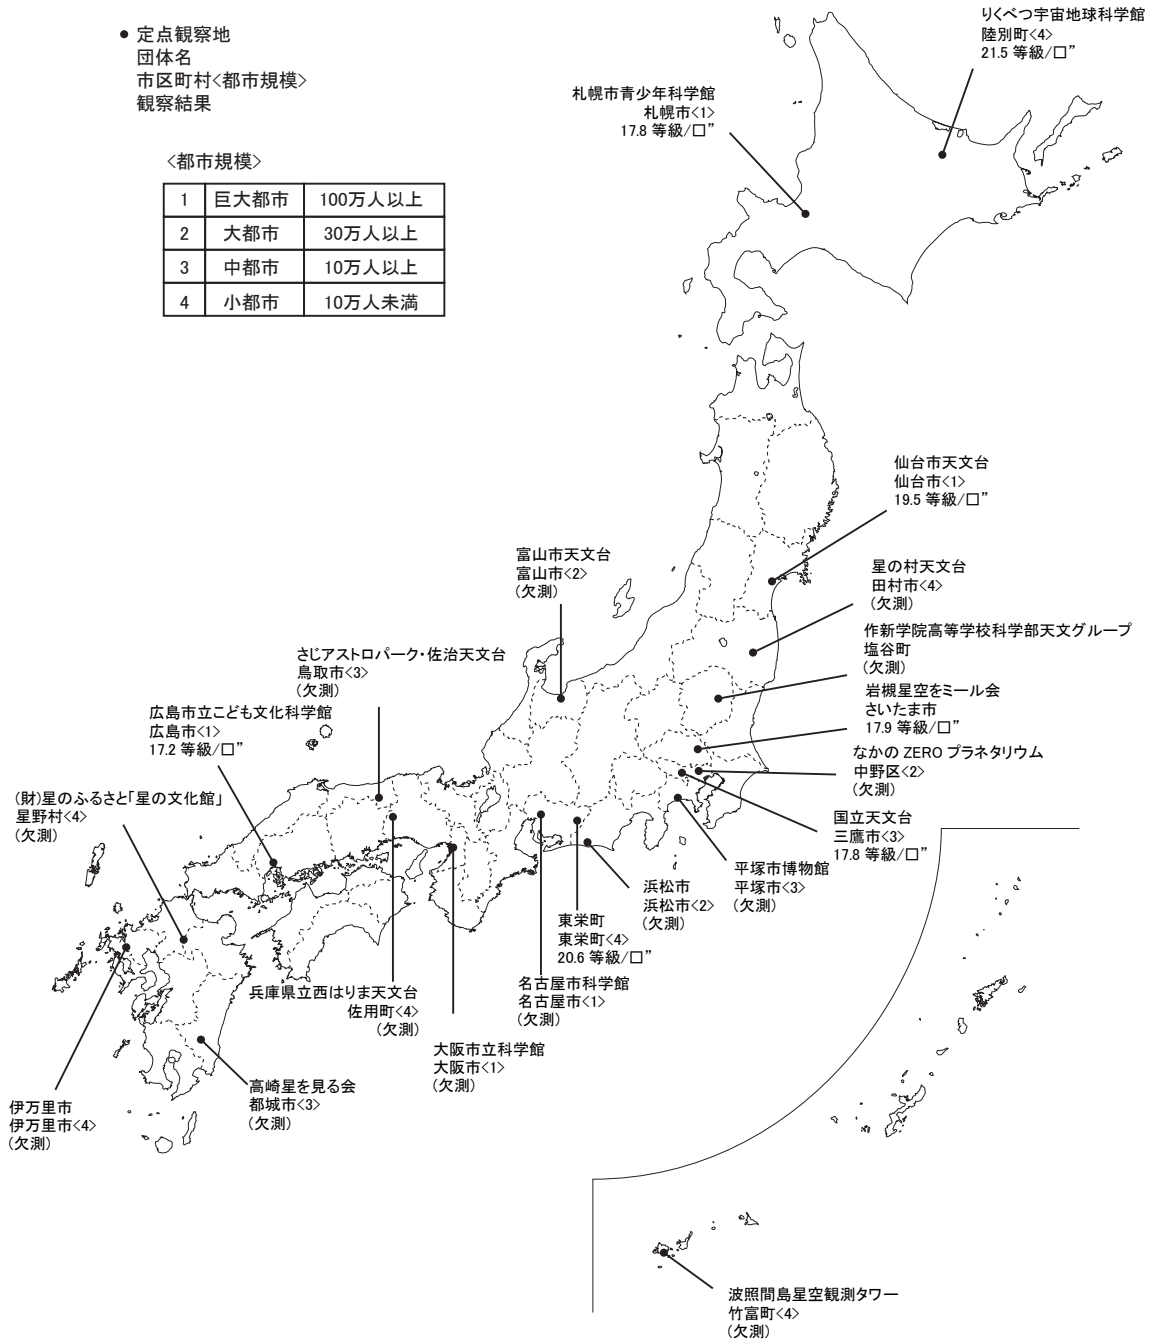 ● 定点観察地
団体名
市区町村<都市規模>
観察結果
<都市規模>
1 巨大都市 100万人以上
2 大都市 30万人以上
3 中都市 10万人以上
4 小都市 10万人未満
りくべつ宇宙地球科学館
陸別町<4>
21.5 等級/□”
札幌市青少年科学館
札幌市<1>
17.8 等級/□”
仙台市天文台
仙台市<1>
19.5 等級/□”
富山市天文台
富山市<2>
(欠測)
星の村天文台
田村市<4>
(欠測)
作新学院高等学校科学部天文グループ
塩谷町
(欠測)
さじアストロパーク・佐治天文台
鳥取市<3>
(欠測)
岩槻星空をミール会
さいたま市
17.9 等級/□”
広島市立こども文化科学館
広島市<1>
17.2 等級/□”
なかの ZERO プラネタリウム
中野区<2>
(欠測)
(財)星のふるさと「星の文化館」
星野村<4>
(欠測)
国立天文台
三鷹市<3>
17.8 等級/□”
平塚市博物館
平塚市<3>
(欠測)
浜松市
浜松市<2>
(欠測)
東栄町
東栄町<4>
20.6 等級/□”
名古屋市科学館
名古屋市<1>
(欠測)
兵庫県立西はりま天文台
佐用町<4>
(欠測)
大阪市立科学館
大阪市<1>
(欠測)
高崎星を見る会
都城市<3>
(欠測)
伊万里市
伊万里市<4>
(欠測)
波照間島星空観測タワー
竹富町<4>
(欠測)